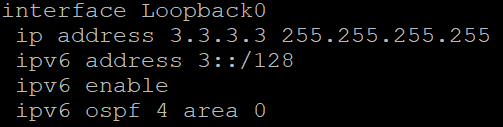 interface Loopback0
ip address 3.3.3.3 255.255.255.255
ipv6 address 3::/128
ipv6 enable
ipv6 ospf 4 area 0